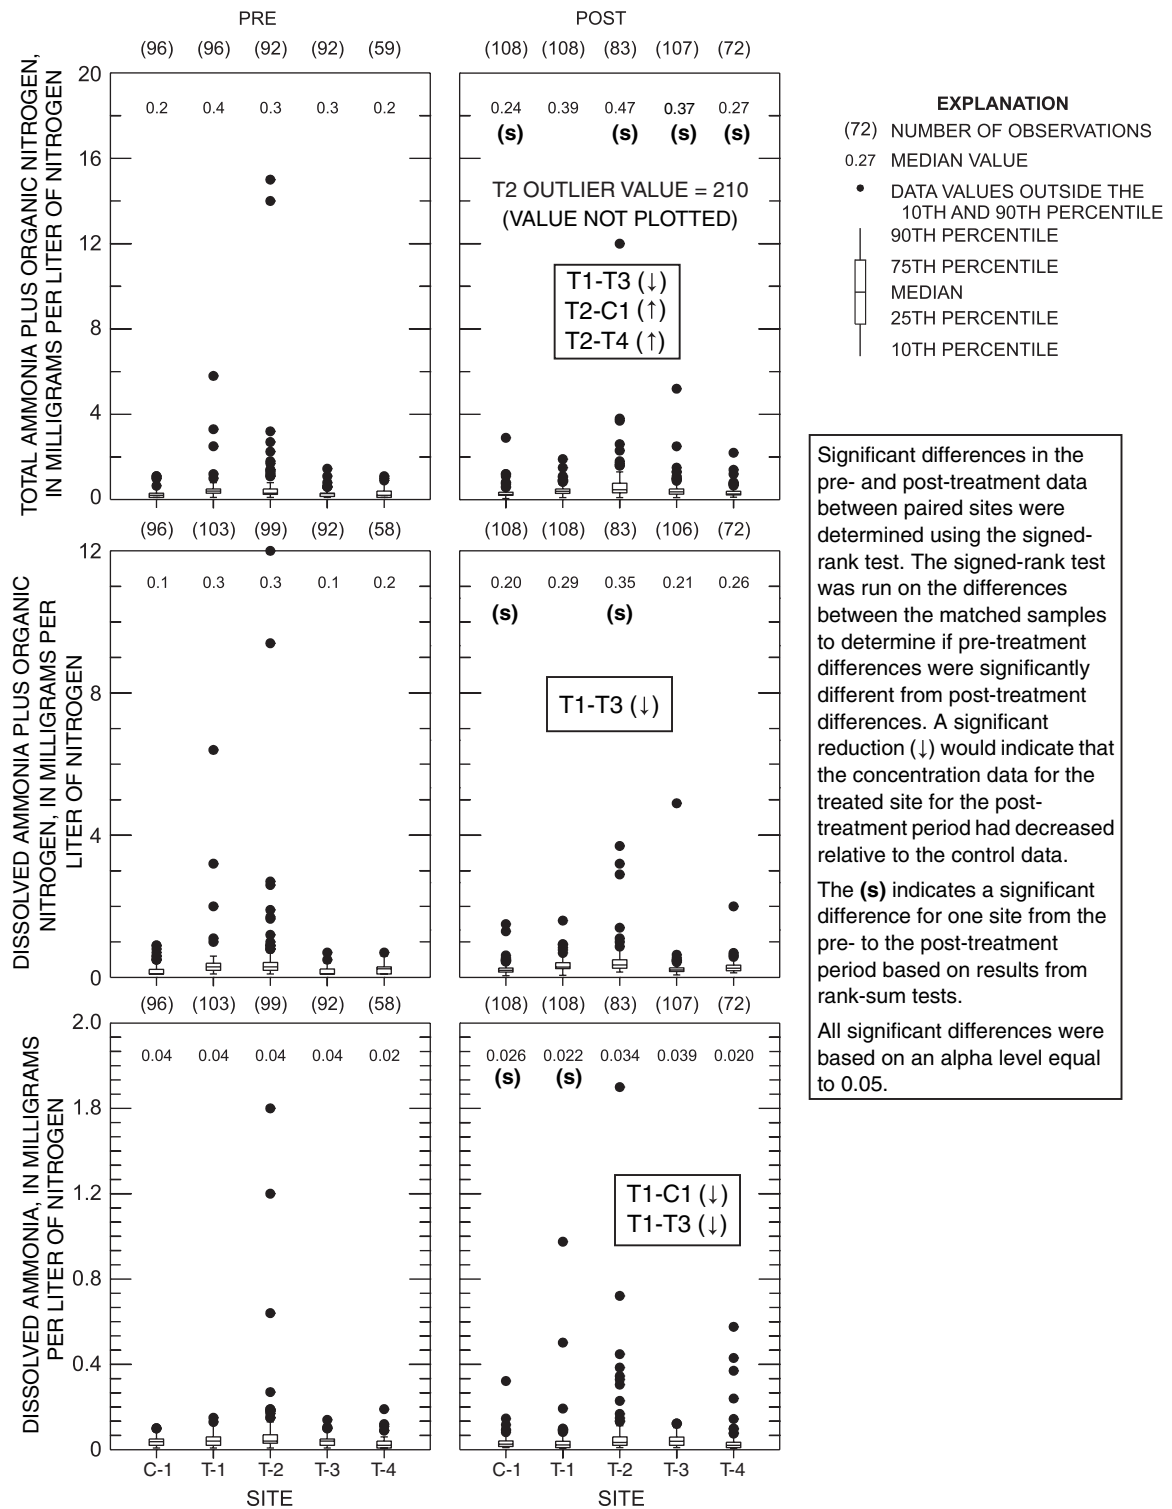 PRE
POST
(96) (96) (92) (92) (59)
(108) (108) (83) (107) (72)
TOTAL AMMONIA PLUS ORGANIC NITROGEN,
IN MILLIGRAMS PER LITER OF NITROGEN
20
16
12
8
4
0
0.2 0.4 0.3 0.3 0.2
0.24 0.39 0.47 0.37 0.27
(s) (s) (s) (s)
T2 OUTLIER VALUE = 210
(VALUE NOT PLOTTED)
T1-T3 (↓)
T2-C1 (↑)
T2-T4 (↑)
EXPLANATION
(72) NUMBER OF OBSERVATIONS
0.27 MEDIAN VALUE
DATA VALUES OUTSIDE THE
10TH AND 90TH PERCENTILE
90TH PERCENTILE
75TH PERCENTILE
MEDIAN
25TH PERCENTILE
10TH PERCENTILE
(96) (103) (99) (92) (58)
(108) (108) (83) (106) (72)
DISSOLVED AMMONIA PLUS ORGANIC
NITROGEN, IN MILLIGRAMS PER
LITER OF NITROGEN
12
8
4
0
0.1 0.3 0.3 0.1 0.2
0.20 0.29 0.35 0.21 0.26
(s) (s)
T1-T3 (↓)
Significant differences in the
pre- and post-treatment data
between paired sites were
determined using the signed-
rank test. The signed-rank test
was run on the differences
between the matched samples
to determine if pre-treatment
differences were significantly
different from post-treatment
differences. A significant
reduction (↓) would indicate that
the concentration data for the
treated site for the post-
treatment period had decreased
relative to the control data.
The (s) indicates a significant
difference for one site from the
pre- to the post-treatment
period based on results from
rank-sum tests.
All significant differences were
based on an alpha level equal
to 0.05.
(96) (103) (99) (92) (58)
(108) (108) (83) (107) (72)
DISSOLVED AMMONIA, IN MILLIGRAMS
PER LITER OF NITROGEN
2.0
1.8
1.2
0.8
0.4
0
0.04 0.04 0.04 0.04 0.02
0.026 0.022 0.034 0.039 0.020
(s) (s)
T1-C1 (↓)
T1-T3 (↓)
C-1 T-1 T-2 T-3 T-4
C-1 T-1 T-2 T-3 T-4
SITE
SITE